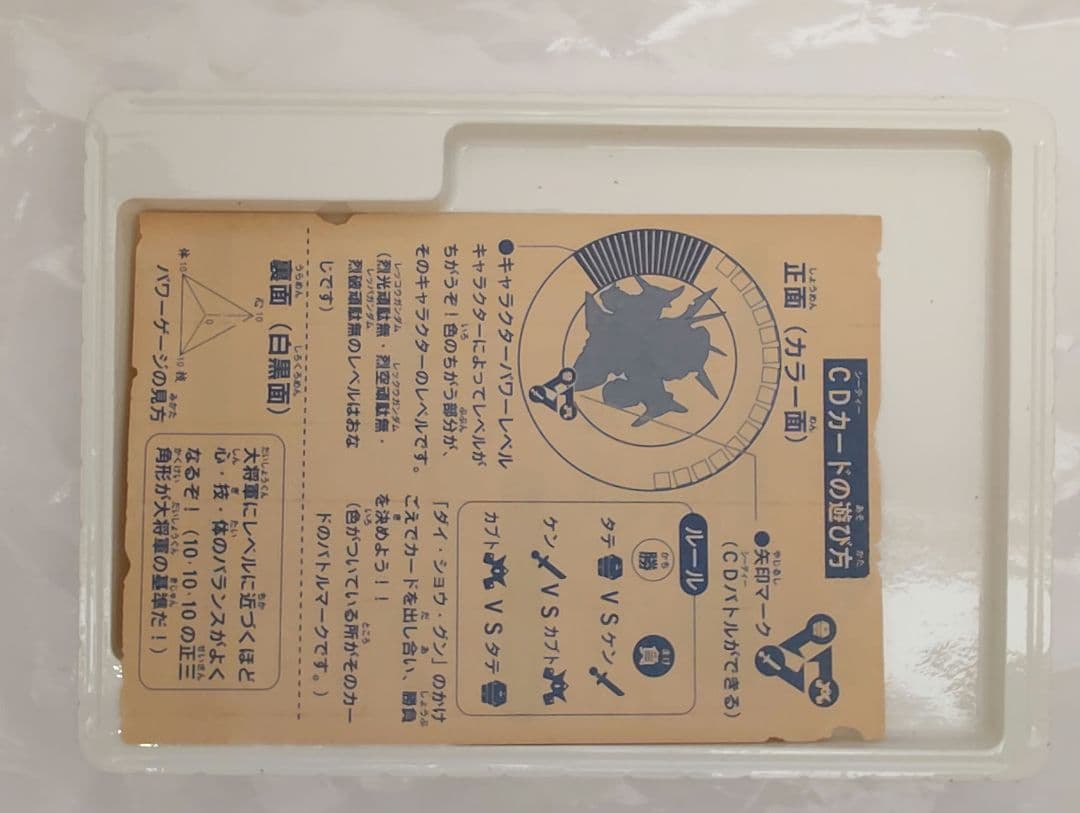 CDカードの遊び方
正面（カラー面）
●矢印マーク
（CDバトルができる）
ルール
勝 負
タテ VS ケン
ケン VS カブト
カブト VS タテ
●キャラクターパワーレベル
キャラクターによってレベルが
ちがうぞ！色のちがう部分が、
そのキャラクターのレベルです。
（烈光頑駄無・烈空頑駄無・
烈破頑駄無のレベルはおな
じです）
「ダイ・ショウ・グン」のかけ
ごえでカードを出し合い、勝負
を決めよう！！
（色がついている所がそのカー
ドのバトルマークです。）
裏面（白黒面）
心10
体10
10技
0
パワーゲージの見方
大将軍にレベルに近づくほど
心・技・体のバランスがよく
なるぞ！（10・10・10の正三
角形が大将軍の基準だ！）